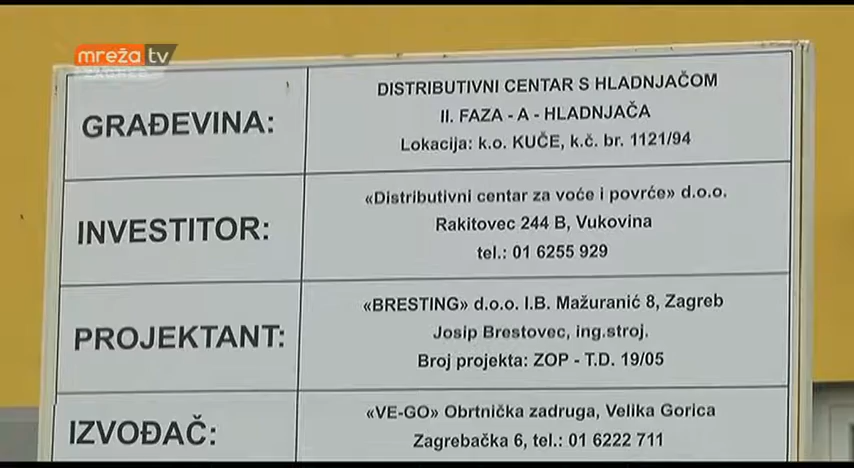 mreža tv
ZAGREB
GRAĐEVINA:
DISTRIBUTIVNI CENTAR S HLADNJAČOM
II. FAZA - A - HLADNJAČA
Lokacija: k.o. KUČE, k.č. br. 1121/94
INVESTITOR:
«Distributivni centar za voće i povrće» d.o.o.
Rakitovec 244 B, Vukovina
tel.: 01 6255 929
PROJEKTANT:
«BRESTING» d.o.o. I.B. Mažuranić 8, Zagreb
Josip Brestovec, ing.stroj.
Broj projekta: ZOP - T.D. 19/05
IZVOĐAČ:
«VE-GO» Obrtnička zadruga, Velika Gorica
Zagrebačka 6, tel.: 01 6222 711